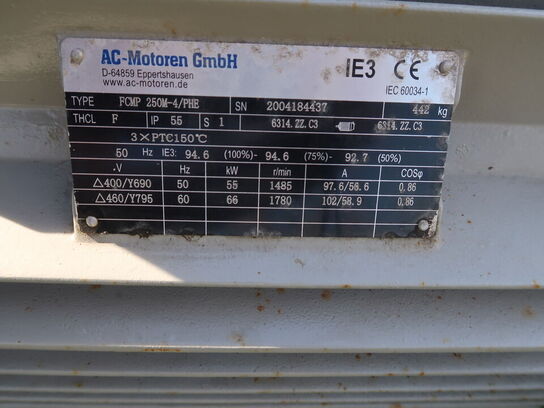 AC-Motoren GmbH
D-64859 Eppertshausen
www.ac-motoren.de
IE3 CE
IEC 60034-1
TYPE FCMP 250M-4/PHE SN 2004184437 442 kg
THCL F IP 55 S 1 6314.ZZ.C3 6314.ZZ.C3
3×PTC150℃
50 Hz IE3: 94.6 (100%)- 94.6 (75%)- 92.7 (50%)
V Hz kW r/min A COSφ
△400/Y690 50 55 1485 97.6/56.6 0.86
△460/Y795 60 66 1780 102/58.9 0.86